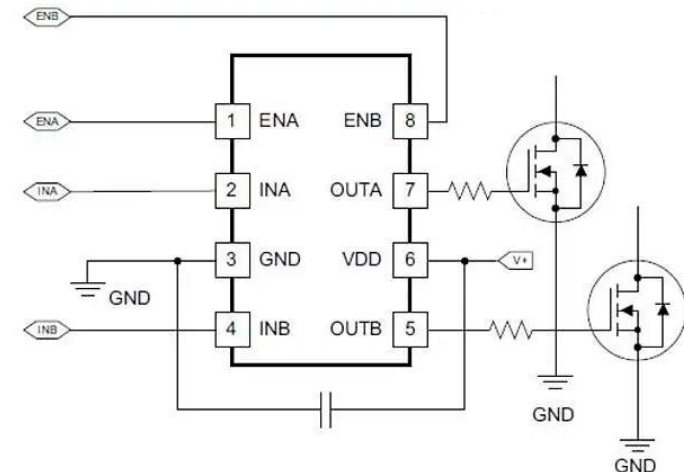 ENB
ENA
1 ENA ENB 8
INA
2 INA OUTA 7
3 GND VDD 6
V+
GND
INB
4 INB OUTB 5
GND
GND